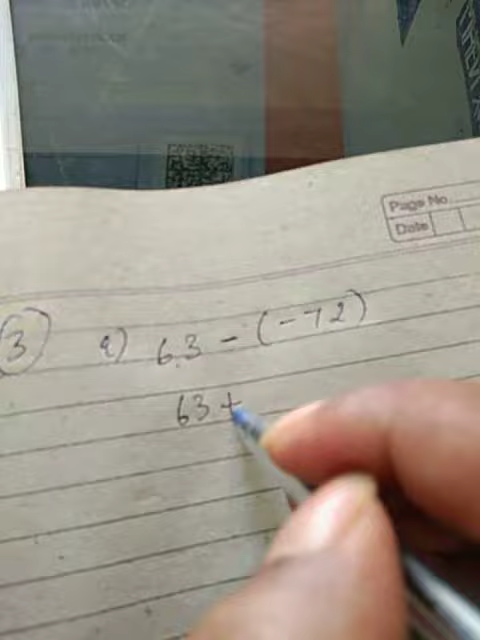 Page No
Date
3 a) 63 - (-72)
63 +